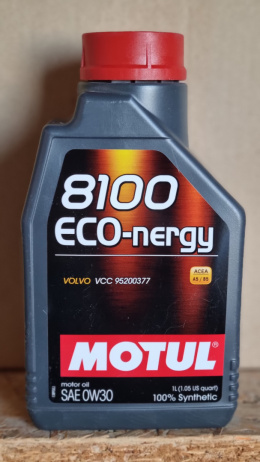 8100
ECO-nergy
VOLVO VCC 95200377
ACEA
A5 / B5
MOTUL
motor oil
SAE 0W30
1L (1.05 US quart)
100% Synthetic